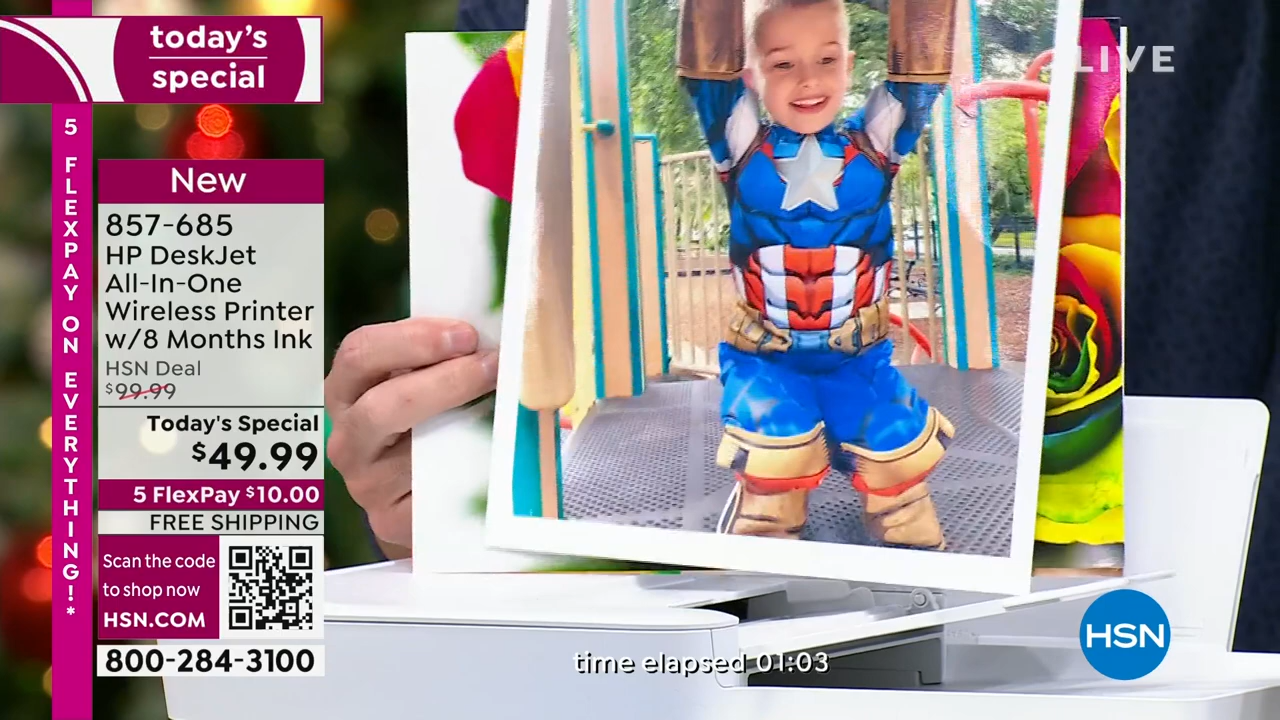 today's
special
LIVE
5 FLEXPAY ON EVERYTHING!*
New
857-685
HP DeskJet
All-In-One
Wireless Printer
w/8 Months Ink
HSN Deal
$99.99
Today's Special
$49.99
5 FlexPay $10.00
FREE SHIPPING
Scan the code
to shop now
HSN.COM
800-284-3100
time elapsed 01:03
HSN